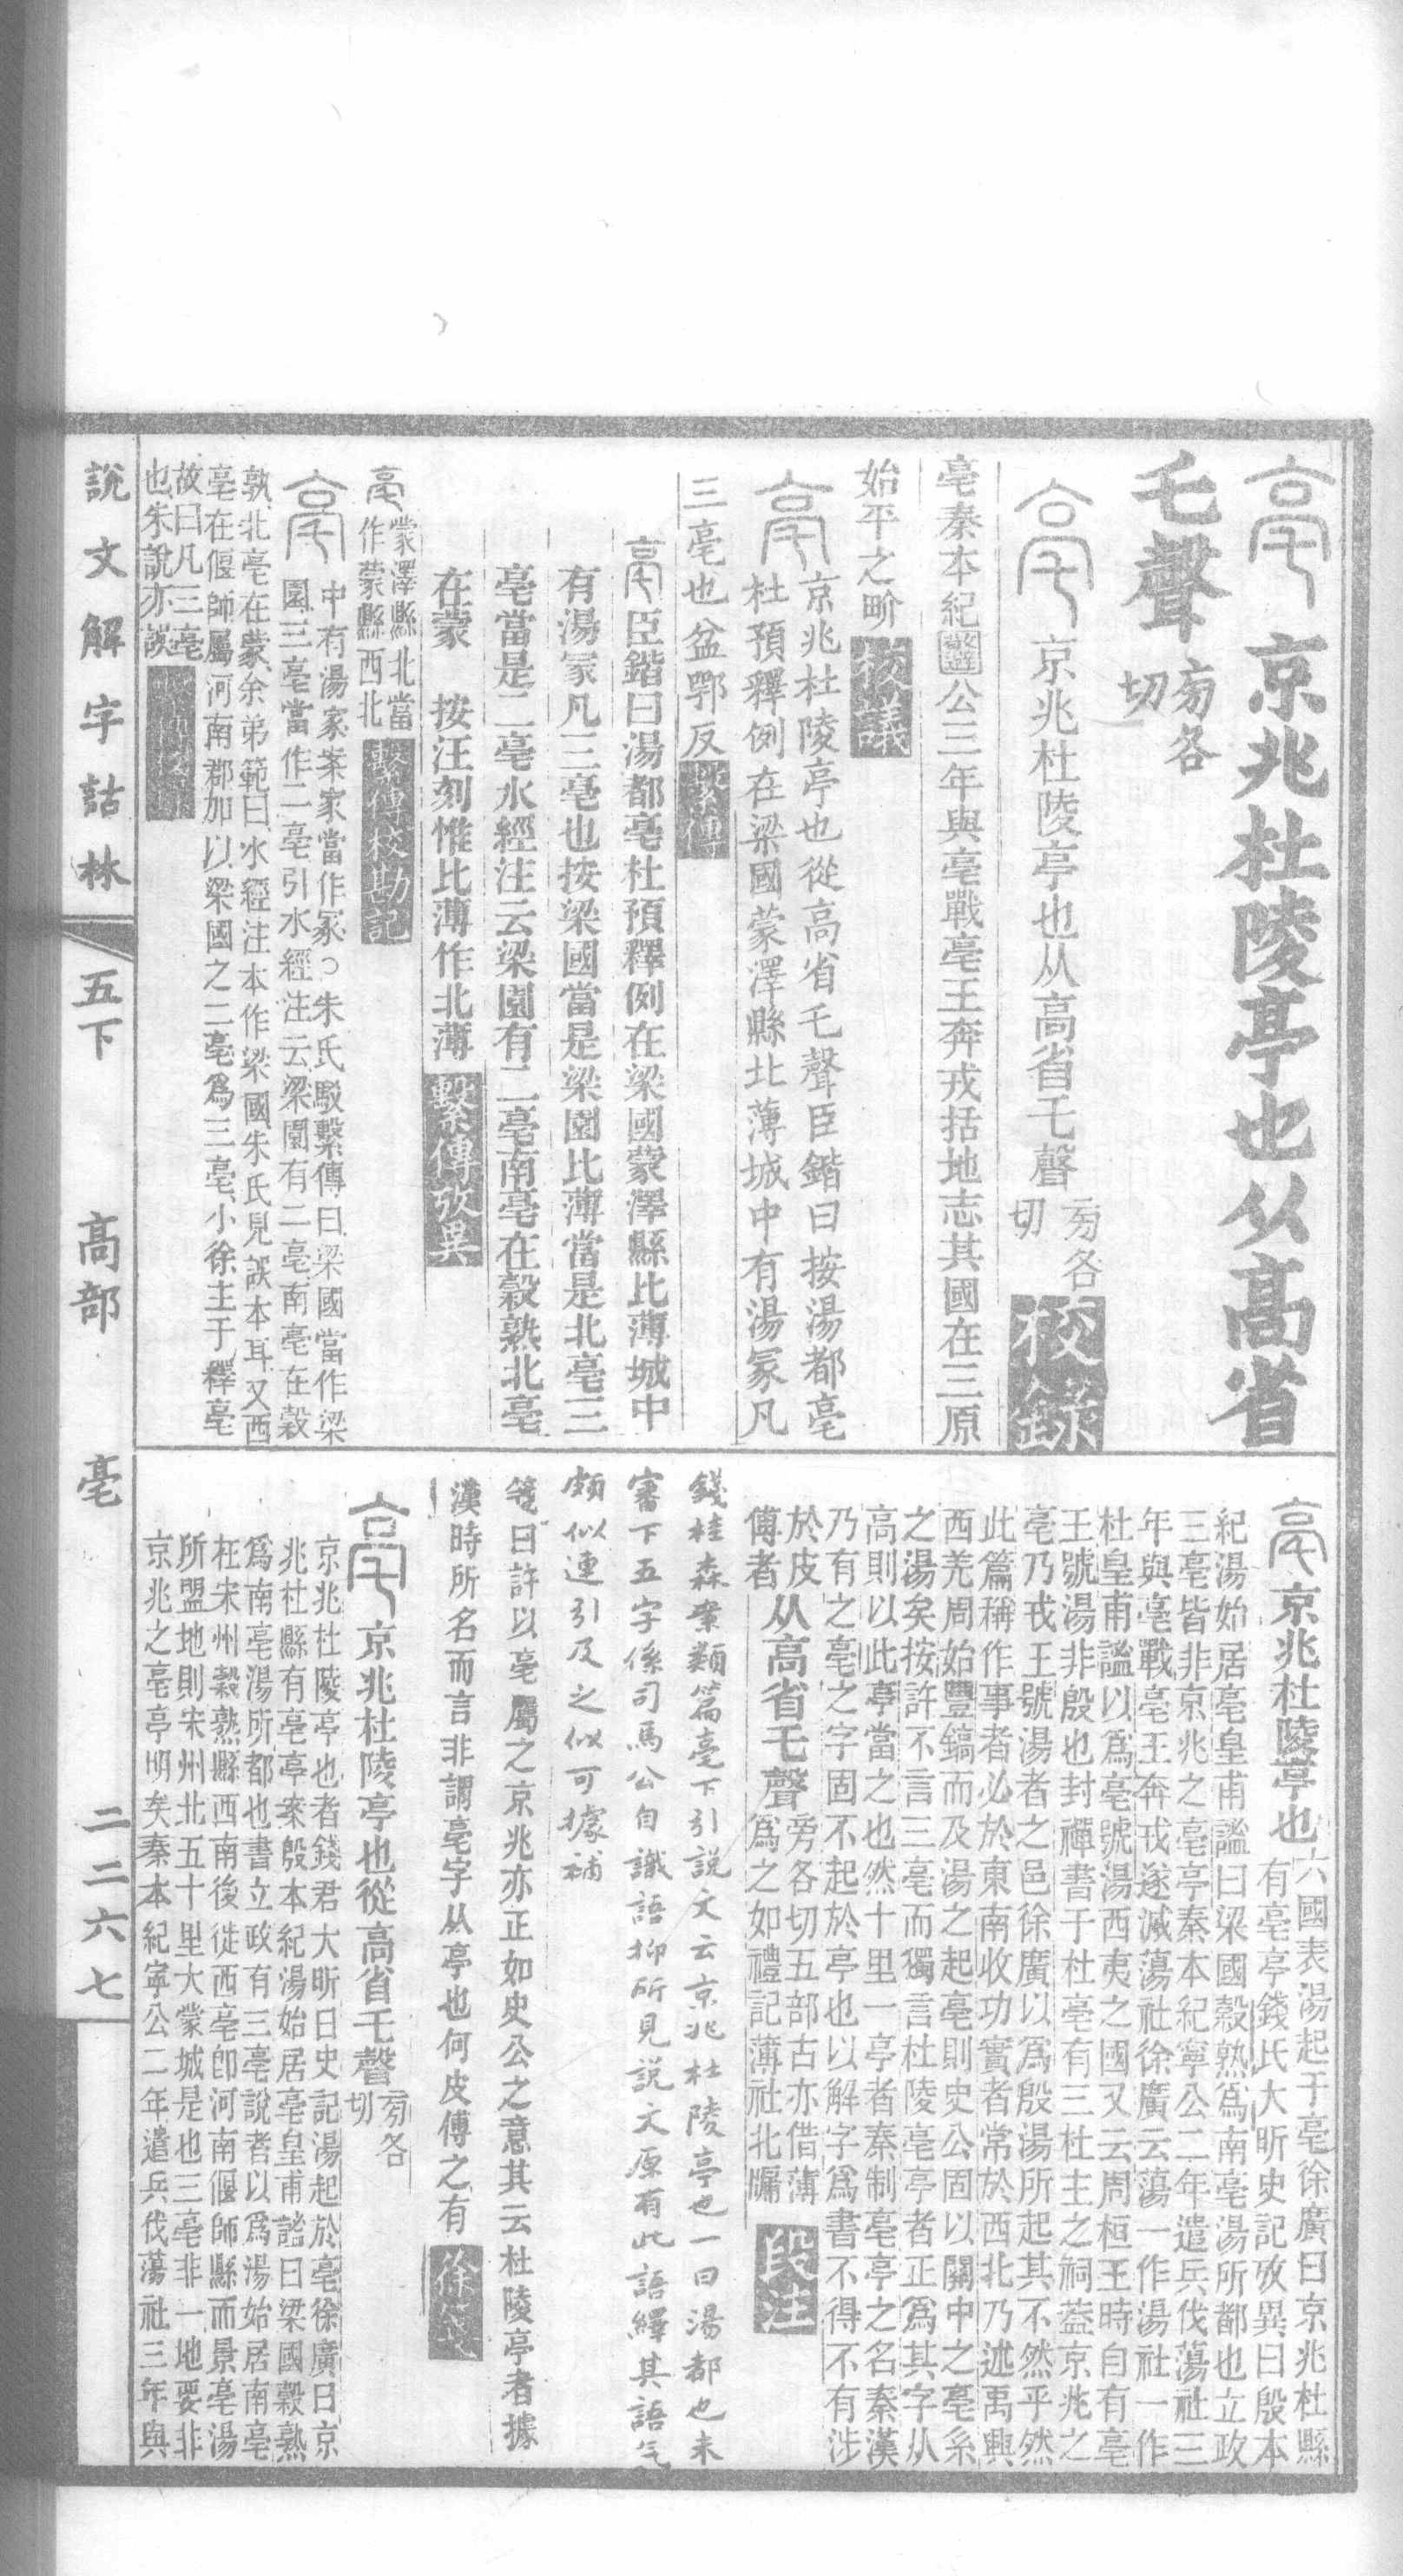 亳 京兆杜陵亭也从高省
乇聲 㫄各
切
亳 京兆杜陵亭也从高省乇聲 㫄各
切 校錄
亳秦本紀 公三年與亳戰亳王奔戎括地志其國在三原
始平之畍 校議
亳 京兆杜陵亭也從高省乇聲臣鍇曰按湯都亳
杜預釋例在梁國蒙澤縣北薄城中有湯冢凡
三亳也盆鄂反 繫傳
亳臣鍇曰湯都亳杜預釋例在梁國蒙澤縣比薄城中
有湯冢凡三亳也按梁國當是梁園比薄當是北亳三
亳當是二亳水經注云梁園有二亳南亳在穀熟北亳
在蒙 按汪刻惟比薄作北薄 繫傳攷異
亳 蒙澤縣北當
作蒙縣西北 繫傳校勘記
亳 中有湯家案家當作冢○朱氏駁繫傳曰梁國當作梁
園三亳當作二亳引水經注云梁園有二亳南亳在穀
孰北亳在蒙余弟範曰水經注本作梁國朱氏見誤本耳又西
亳在偃師屬河南郡加以梁國之二亳爲三亳小徐主于釋亳
故曰凡三亳
也朱說亦誤
亳京兆杜陵亭也 六國表湯起于亳徐廣曰京兆杜縣
有亳亭錢氏大昕史記攷異曰殷本
紀湯始居亳皇甫謐曰梁國穀熟爲南亳湯所都也立政
三亳皆非京兆之亳亭秦本紀寧公二年遣兵伐蕩社三
年與亳戰亳王奔戎遂滅蕩社徐廣云蕩一作湯社一作
杜皇甫謐以爲亳號湯西夷之國又云周桓王時自有亳
王號湯非殷也封禪書于杜亳有三杜主之祠葢京兆之
亳乃戎王號湯者之邑徐廣以爲殷湯所起其不然乎然
此篇稱作事者必於東南收功實者常於西北乃述禹興
西羌周始豐鎬而及湯之起亳則史公固以關中之亳系
之湯矣按許不言三亳而獨言杜陵亳亭者正爲其字从
高則以此亭當之也然十里一亭者秦制亳亭之名秦漢
乃有之亳之字固不起於亭也以解字爲書不得不有涉
於皮
傅者 从高省乇聲 旁各切五部古亦借薄
爲之如禮記薄社北牖 段注
錢桂森案類篇亳下引說文云京兆杜陵亭也一曰湯都也未
審下五字係司馬公自識語抑所見說文原有此語繹其語气
頗似連引及之似可據補
箋曰許以亳屬之京兆亦正如史公之意其云杜陵亭者據
漢時所名而言非謂亳字从亭也何皮傅之有 徐箋
亳 京兆杜陵亭也從高省乇聲 㫄各
切
京兆杜陵亭也者錢君大昕曰史記湯起於亳徐廣曰京
兆杜縣有亳亭案殷本紀湯始居亳皇甫謐曰梁國穀熟
爲南亳湯所都也書立政有三亳說者以爲湯始居南亳
在宋州穀熟縣西南後徙西亳卽河南偃師縣而景亳湯
所盟地則宋州北五十里大蒙城是也三亳非一地要非
京兆之亳亭明矣秦本紀寧公二年遣兵伐蕩社三年與
說文解字詁林 五下 高部 亳 二二六七